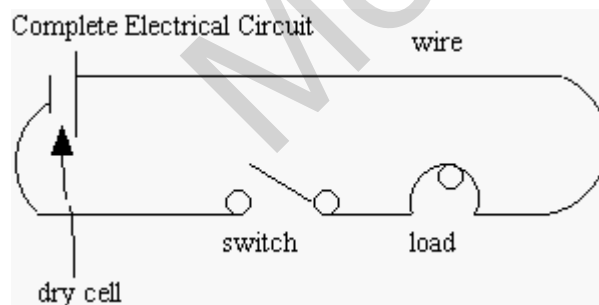 Complete Electrical Circuit
wire
switch
load
dry cell